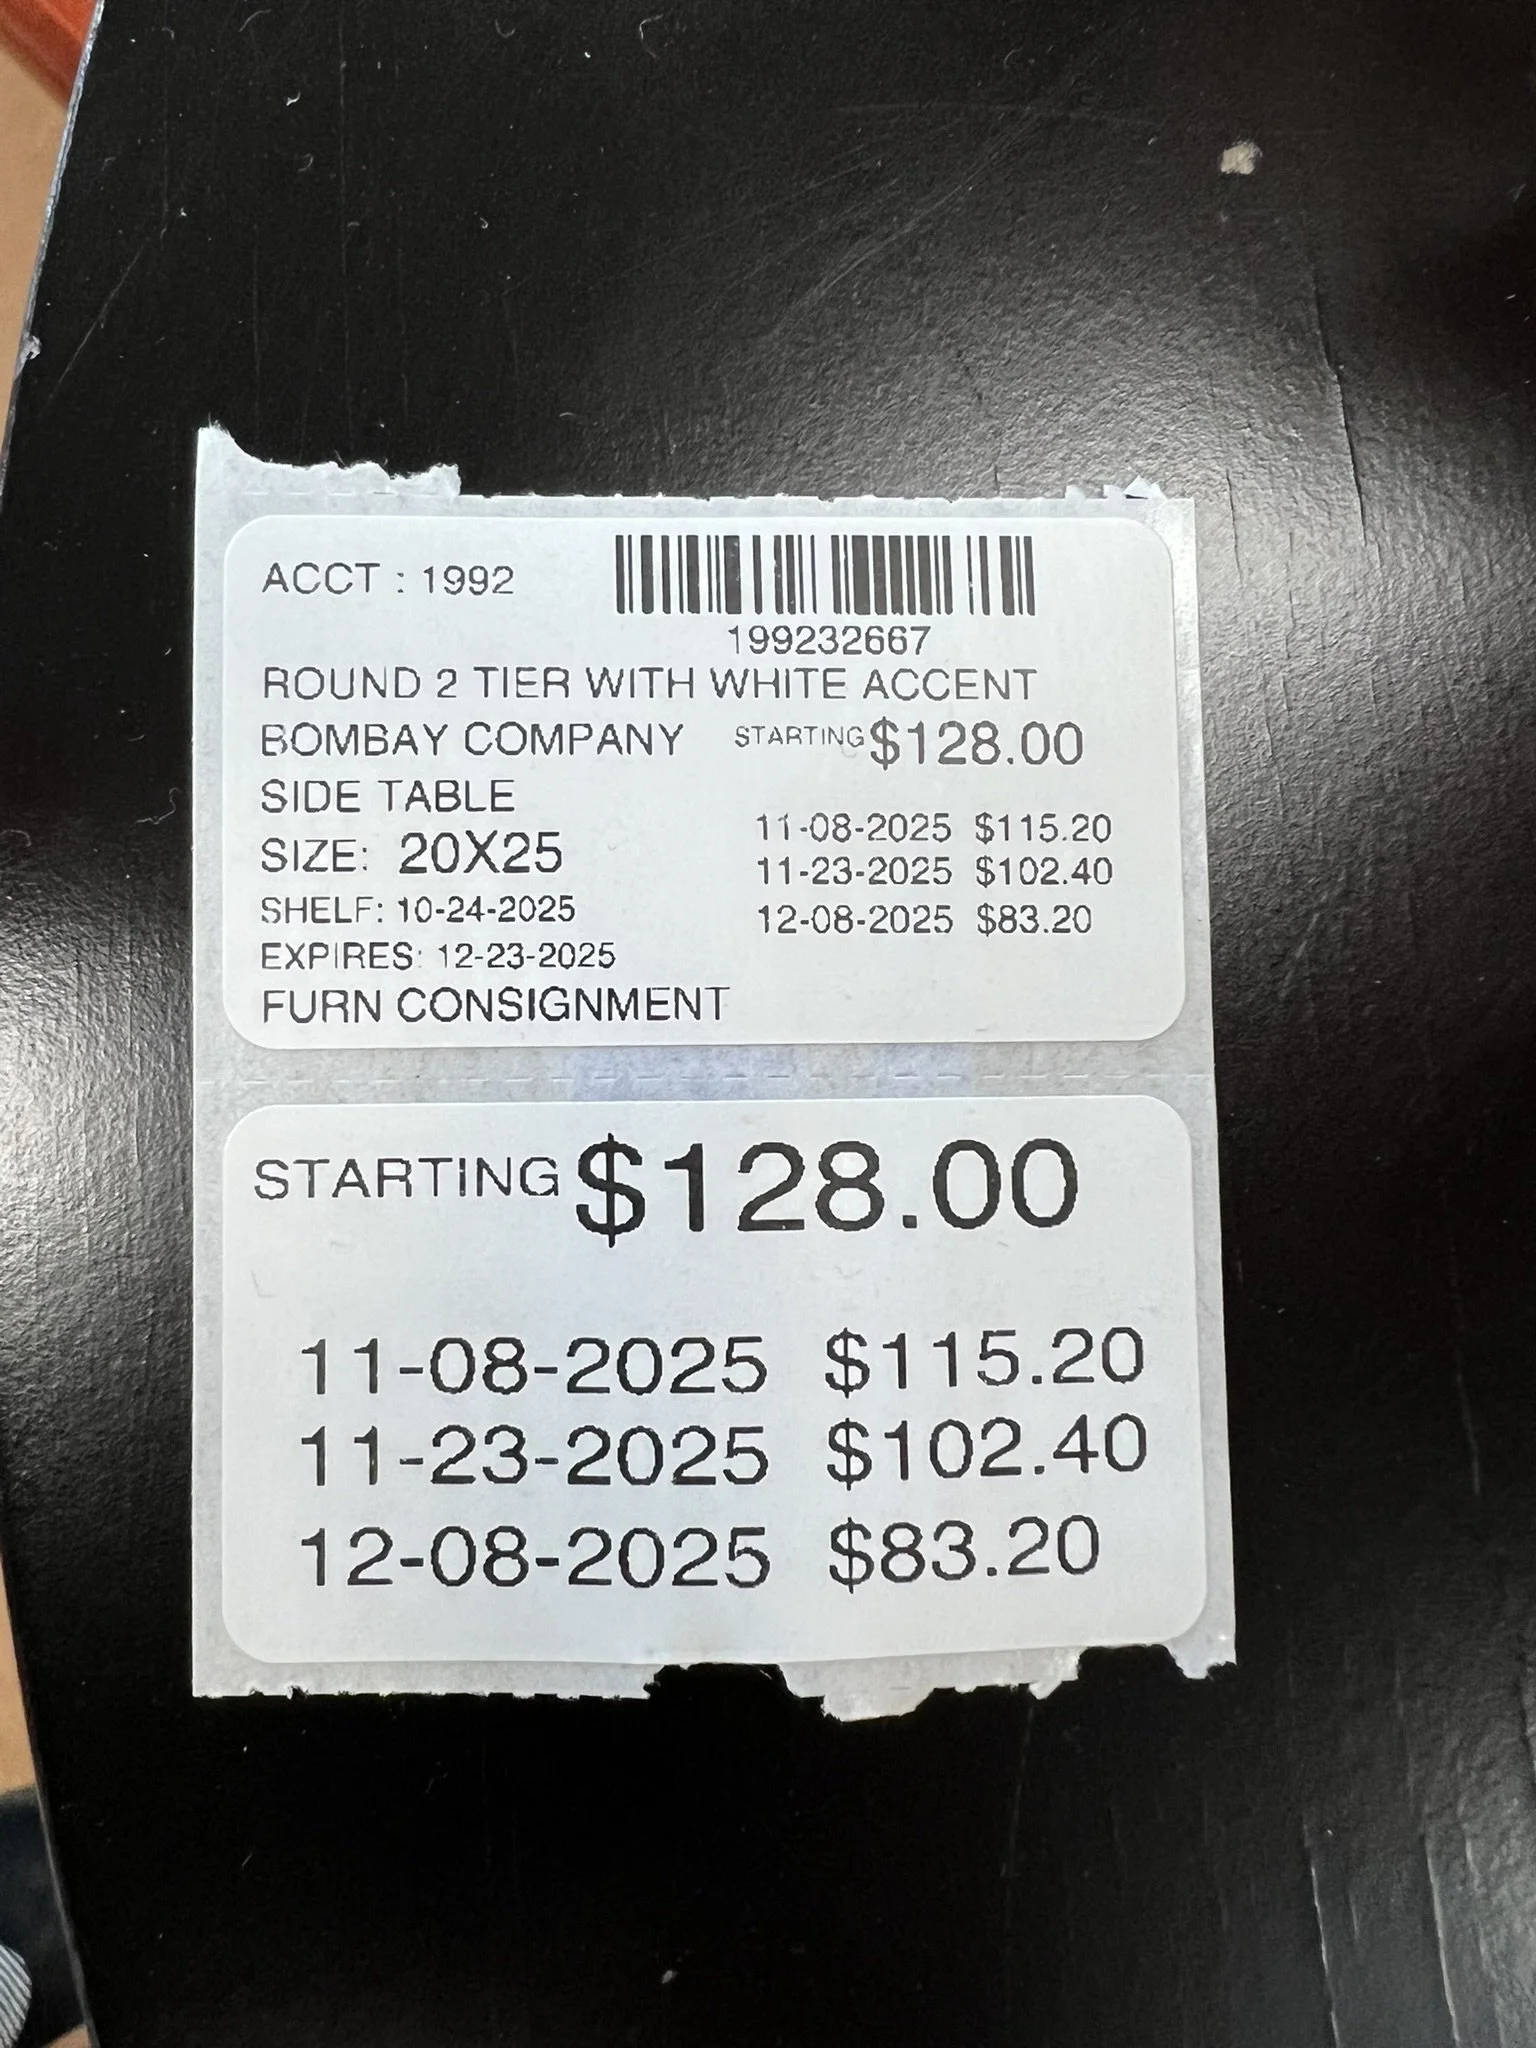 ACCT : 1992
199232667
ROUND 2 TIER WITH WHITE ACCENT
BOMBAY COMPANY STARTING $128.00
SIDE TABLE
SIZE: 20X25
SHELF: 10-24-2025
EXPIRES: 12-23-2025
FURN CONSIGNMENT
11-08-2025 $115.20
11-23-2025 $102.40
12-08-2025 $83.20
STARTING $128.00
11-08-2025 $115.20
11-23-2025 $102.40
12-08-2025 $83.20